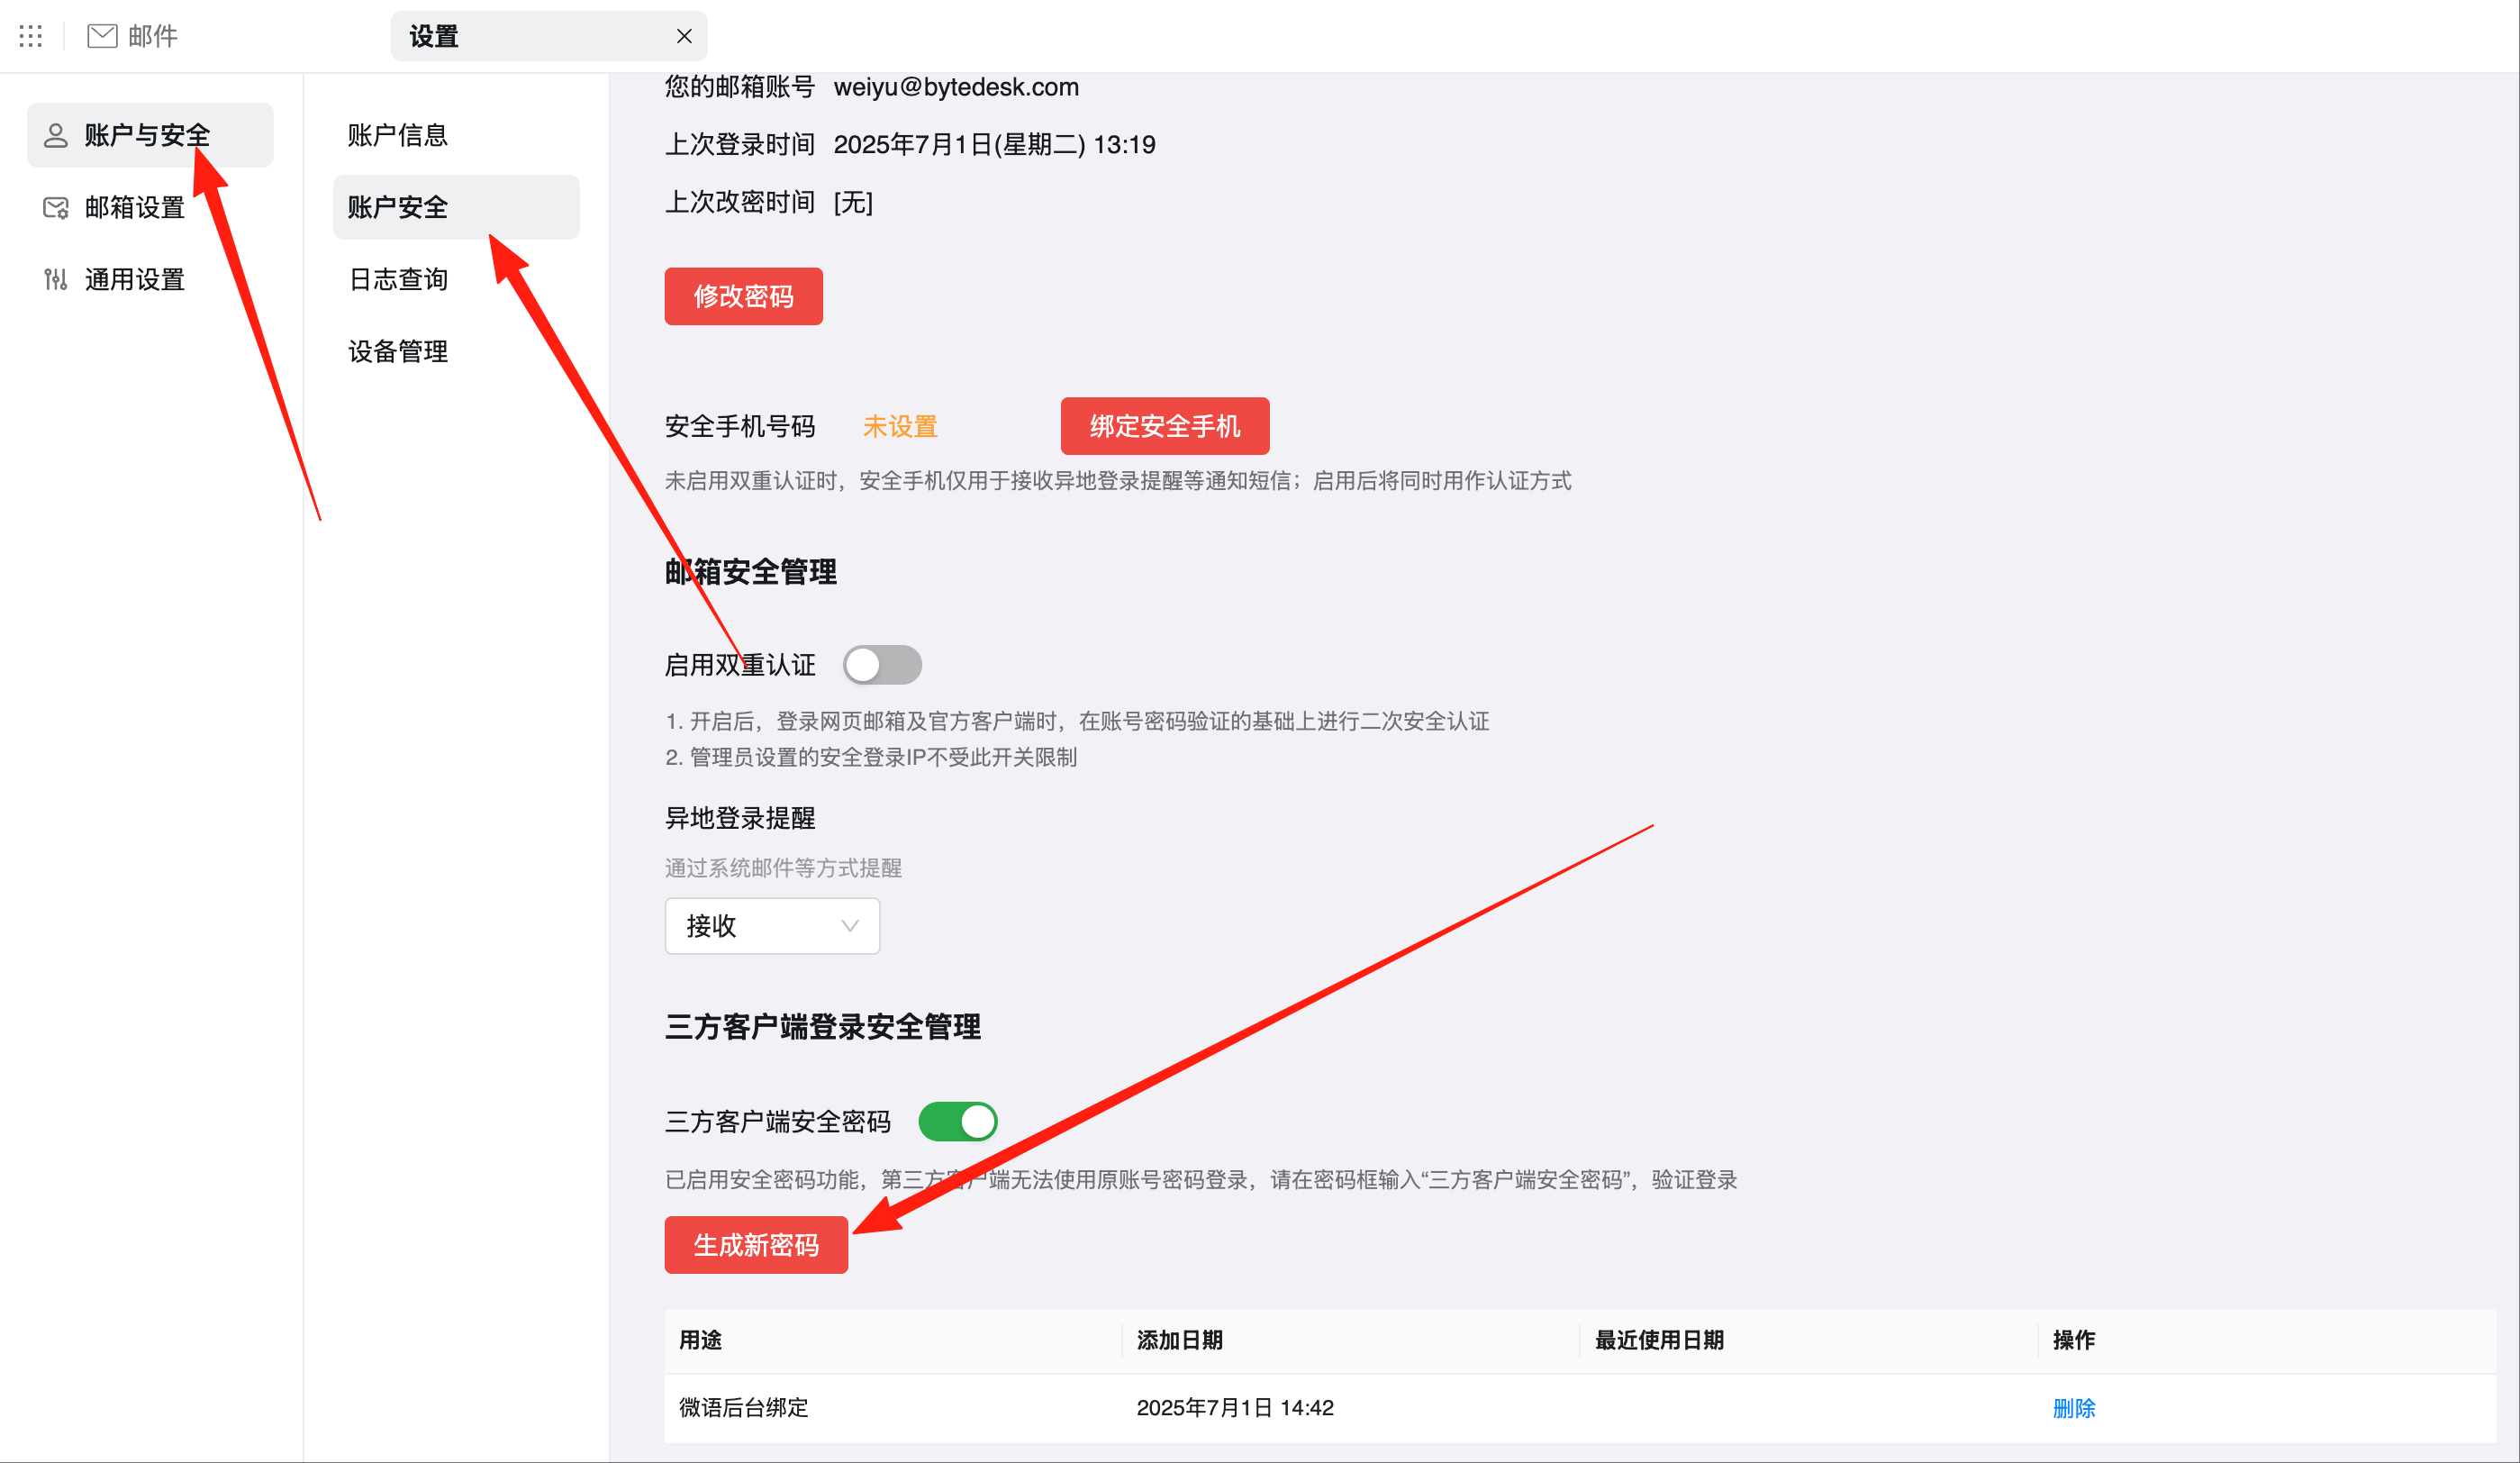 邮件
设置
账户与安全
邮箱设置
通用设置
账户信息
账户安全
日志查询
设备管理
您的邮箱账号 weiyu@bytedesk.com
上次登录时间 2025年7月1日(星期二) 13:19
上次改密时间 [无]
修改密码
安全手机号码 未设置 绑定安全手机
未启用双重认证时，安全手机仅用于接收异地登录提醒等通知短信；启用后将同时用作认证方式
邮箱安全管理
启用双重认证
1. 开启后，登录网页邮箱及官方客户端时，在账号密码验证的基础上进行二次安全认证
2. 管理员设置的安全登录IP不受此开关限制
异地登录提醒
通过系统邮件等方式提醒
接收
三方客户端登录安全管理
三方客户端安全密码
已启用安全密码功能，第三方客户端无法使用原账号密码登录，请在密码框输入“三方客户端安全密码”，验证登录
生成新密码
用途 添加日期 最近使用日期 操作
微语后台绑定 2025年7月1日 14:42 删除